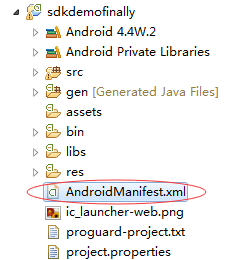 sdkdemofinally
Android 4.4W.2
Android Private Libraries
src
gen [Generated Java Files]
assets
bin
libs
res
AndroidManifest.xml
ic_launcher-web.png
proguard-project.txt
project.properties